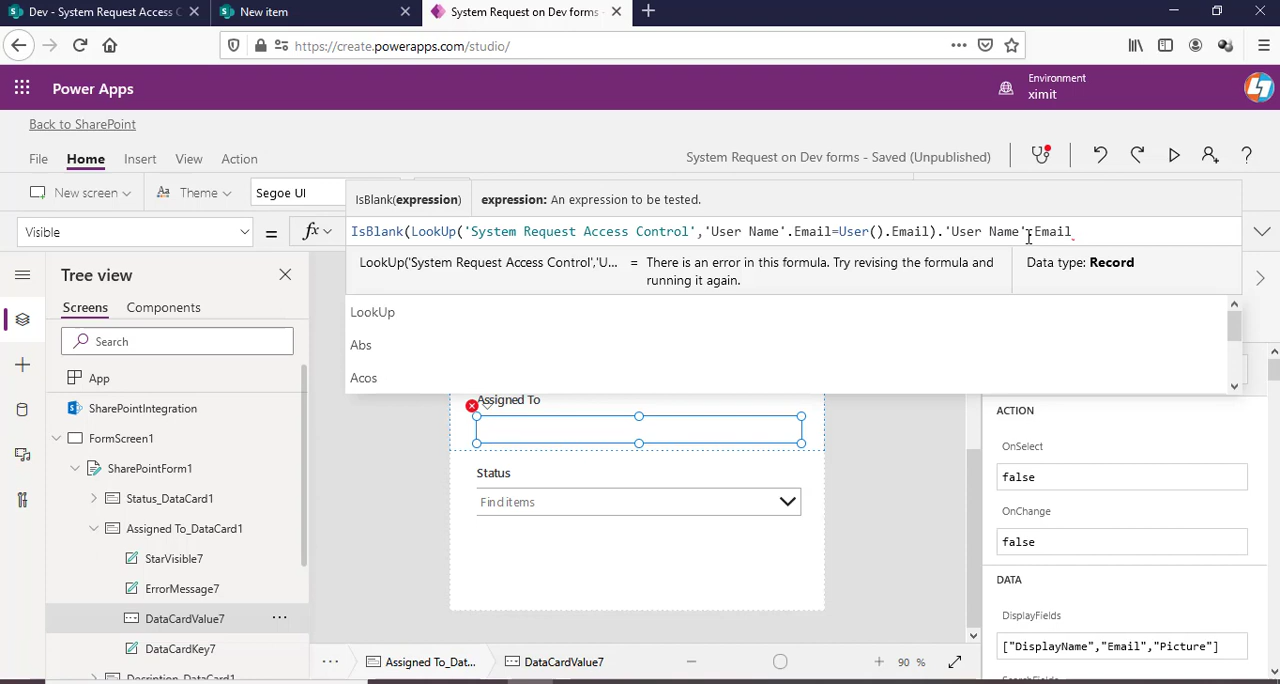 Dev - System Request Access C
New item
System Request on Dev forms -
https://create.powerapps.com/studio/
Power Apps
Environment
ximit
Back to SharePoint
File Home Insert View Action
System Request on Dev forms - Saved (Unpublished)
New screen
Theme
Segoe UI
IsBlank(expression)
expression: An expression to be tested.
Visible
=
fx
IsBlank(LookUp('System Request Access Control','User Name'.Email=User().Email).'User Name'.Email
LookUp('System Request Access Control','U... = There is an error in this formula. Try revising the formula and running it again.
Data type: Record
Tree view
Screens Components
Search
App
SharePointIntegration
FormScreen1
SharePointForm1
Status_DataCard1
Assigned To_DataCard1
StarVisible7
ErrorMessage7
DataCardValue7
DataCardKey7
LookUp
Abs
Acos
Assigned To
Status
Find items
ACTION
OnSelect
false
OnChange
false
DATA
DisplayFields
["DisplayName","Email","Picture"]
Assigned To_Dat...
DataCardValue7
90 %